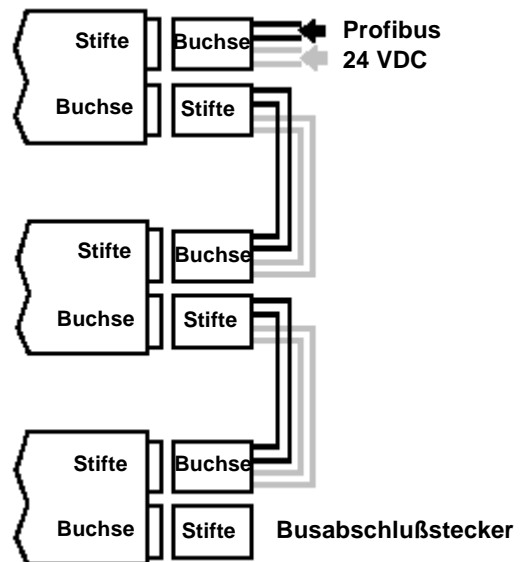 Stifte Buchse Profibus
24 VDC
Buchse Stifte
Stifte Buchse
Buchse Stifte
Stifte Buchse
Buchse Stifte Busabschlußstecker